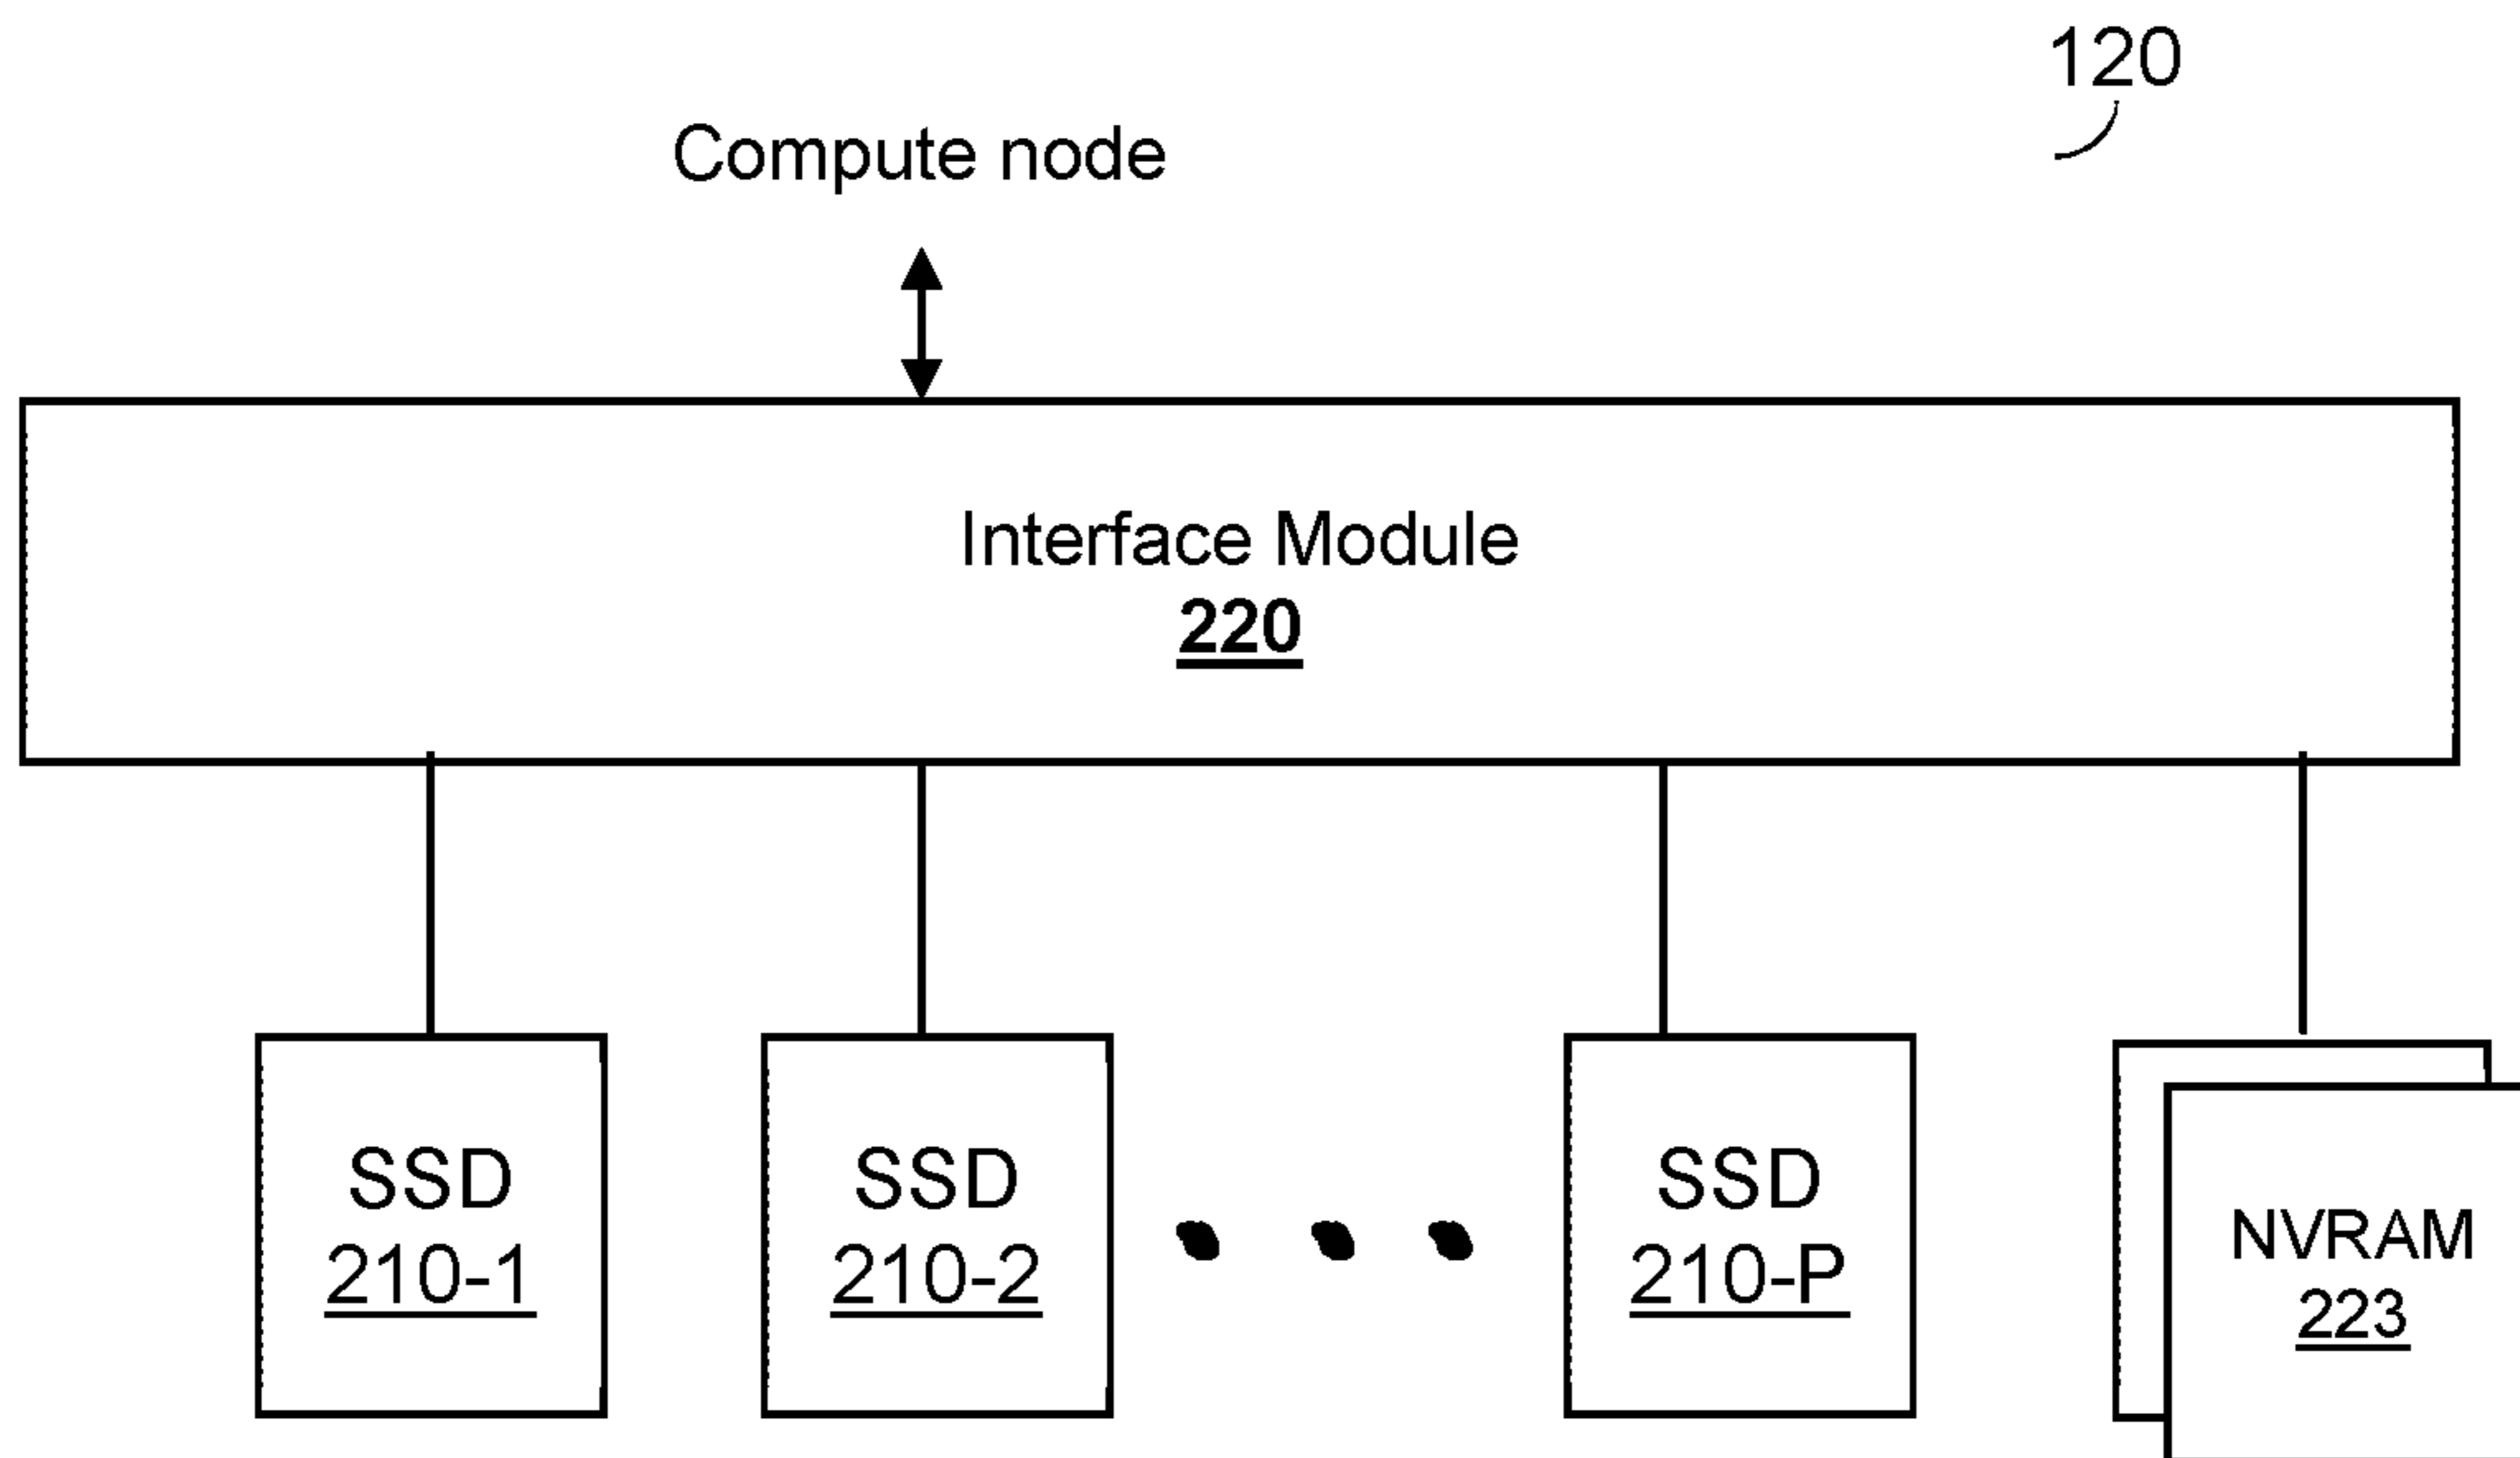 120
Compute node
Interface Module
220
SSD
210-1
SSD
210-2
SSD
210-P
NVRAM
223